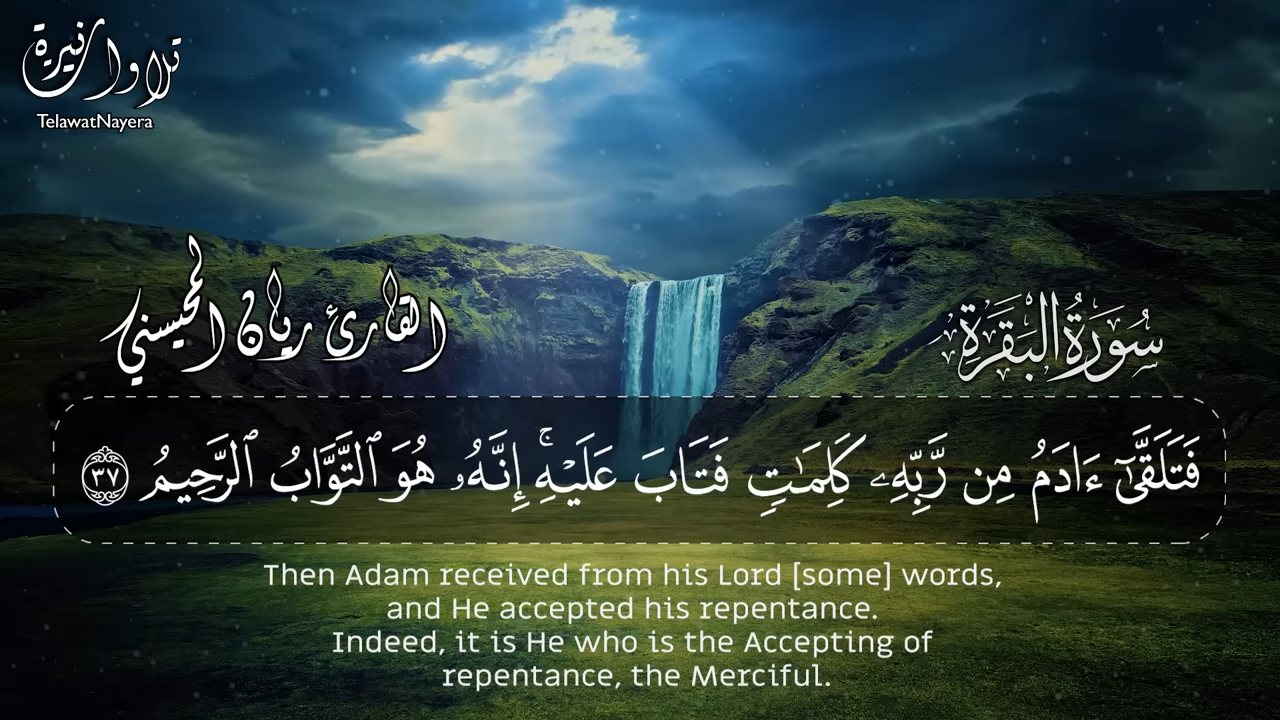 تلاوات نيرة
TelawatNayera
القارئ ريان المحيسني
سُورَةُ البَقَرَةِ
فَتَلَقَّىٰٓ ءَادَمُ مِن رَّبِّهِۦ كَلِمَٰتٖ فَتَابَ عَلَيۡهِۚ إِنَّهُۥ هُوَ ٱلتَّوَّابُ ٱلرَّحِيمُ ٣٧
Then Adam received from his Lord [some] words,
and He accepted his repentance.
Indeed, it is He who is the Accepting of
repentance, the Merciful.